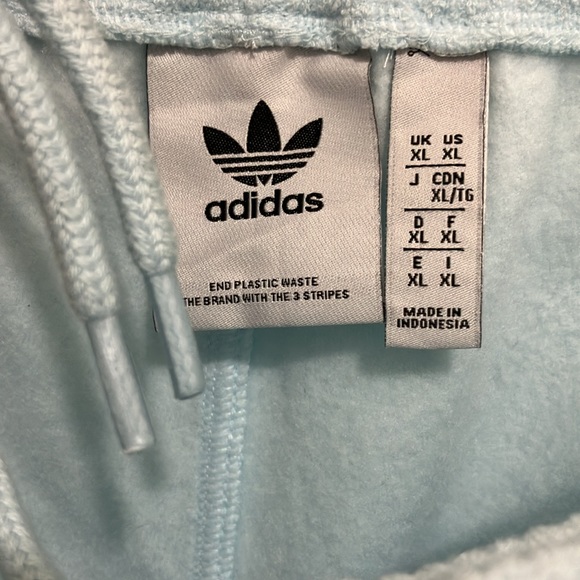 adidas
END PLASTIC WASTE
THE BRAND WITH THE 3 STRIPES
UK US
XL XL
J CDN
XL/TG
D F
XL XL
E I
XL XL
MADE IN
INDONESIA